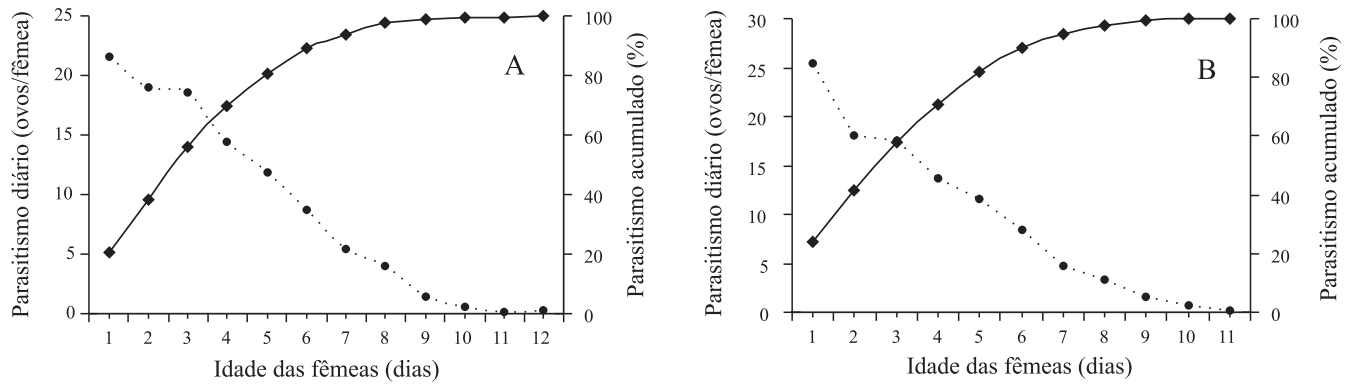 Parasitismo diário (ovos/fêmea)
25
20
15
10
5
0
A
100
80
60
40
20
0
Parasitismo acumulado (%)
1 2 3 4 5 6 7 8 9 10 11 12
Idade das fêmeas (dias)
Parasitismo diário (ovos/fêmea)
30
25
20
15
10
5
0
B
100
80
60
40
20
0
Parasitismo acumulado (%)
1 2 3 4 5 6 7 8 9 10 11
Idade das fêmeas (dias)